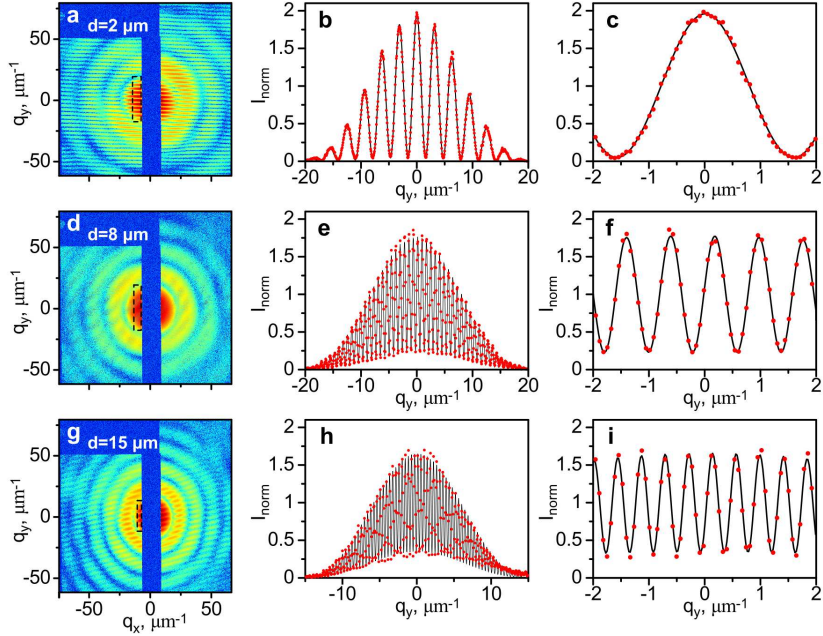 a
d=2 μm
50
0
-50
qy, μm-1
b
2
1.5
1
0.5
0
Inorm
-20 -10 0 10 20
qy, μm-1
c
2
1.5
1
0.5
0
Inorm
-2 -1 0 1 2
qy, μm-1
d
d=8 μm
50
0
-50
qy, μm-1
e
2
1.5
1
0.5
0
Inorm
-20 -10 0 10 20
qy, μm-1
f
2
1.5
1
0.5
0
Inorm
-2 -1 0 1 2
qy, μm-1
g
d=15 μm
50
0
-50
qy, μm-1
-50 0 50
qx, μm-1
h
2
1.5
1
0.5
0
Inorm
-10 0 10
qy, μm-1
i
2
1.5
1
0.5
0
Inorm
-2 -1 0 1 2
qy, μm-1